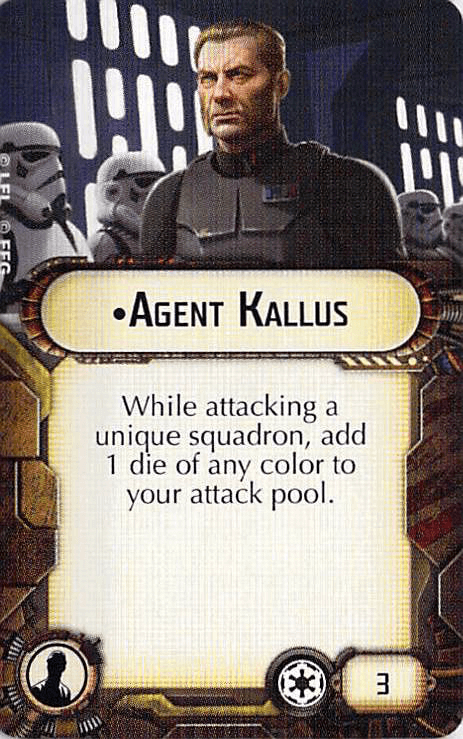 © LFL © FFG
•AGENT KALLUS
While attacking a
unique squadron, add
1 die of any color to
your attack pool.
3